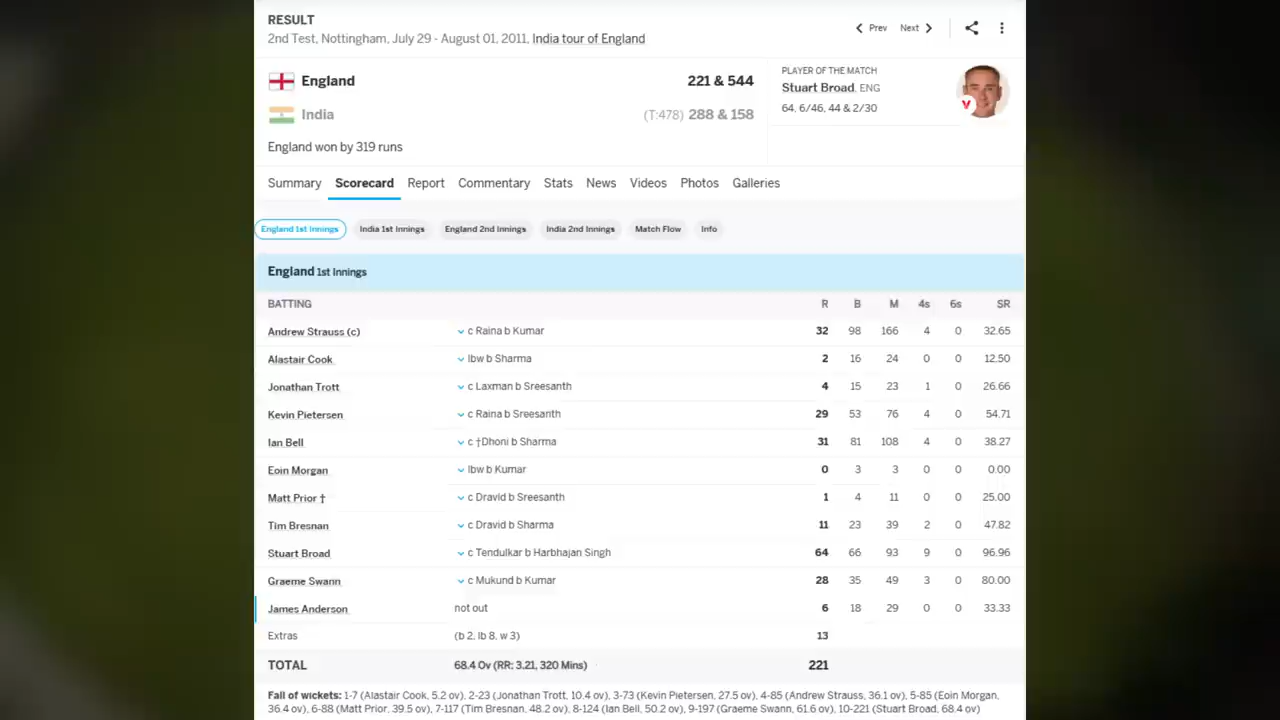 RESULT
Prev Next
2nd Test, Nottingham, July 29 - August 01, 2011, India tour of England
England 221 & 544
India (T:478) 288 & 158
England won by 319 runs
PLAYER OF THE MATCH
Stuart Broad, ENG
64, 6/46, 44 & 2/30
Summary Scorecard Report Commentary Stats News Videos Photos Galleries
England 1st Innings India 1st Innings England 2nd Innings India 2nd Innings Match Flow Info
England 1st Innings
BATTING R B M 4s 6s SR
Andrew Strauss (c) c Raina b Kumar 32 98 166 4 0 32.65
Alastair Cook lbw b Sharma 2 16 24 0 0 12.50
Jonathan Trott c Laxman b Sreesanth 4 15 23 1 0 26.66
Kevin Pietersen c Raina b Sreesanth 29 53 76 4 0 54.71
Ian Bell c †Dhoni b Sharma 31 81 108 4 0 38.27
Eoin Morgan lbw b Kumar 0 3 3 0 0 0.00
Matt Prior † c Dravid b Sreesanth 1 4 11 0 0 25.00
Tim Bresnan c Dravid b Sharma 11 23 39 2 0 47.82
Stuart Broad c Tendulkar b Harbhajan Singh 64 66 93 9 0 96.96
Graeme Swann c Mukund b Kumar 28 35 49 3 0 80.00
James Anderson not out 6 18 29 0 0 33.33
Extras (b 2, lb 8, w 3) 13
TOTAL 68.4 Ov (RR: 3.21, 320 Mins) 221
Fall of wickets: 1-7 (Alastair Cook, 5.2 ov), 2-23 (Jonathan Trott, 10.4 ov), 3-73 (Kevin Pietersen, 27.5 ov), 4-85 (Andrew Strauss, 36.1 ov), 5-85 (Eoin Morgan,
36.4 ov), 6-88 (Matt Prior, 39.5 ov), 7-117 (Tim Bresnan, 48.2 ov), 8-124 (Ian Bell, 50.2 ov), 9-197 (Graeme Swann, 61.6 ov), 10-221 (Stuart Broad, 68.4 ov)